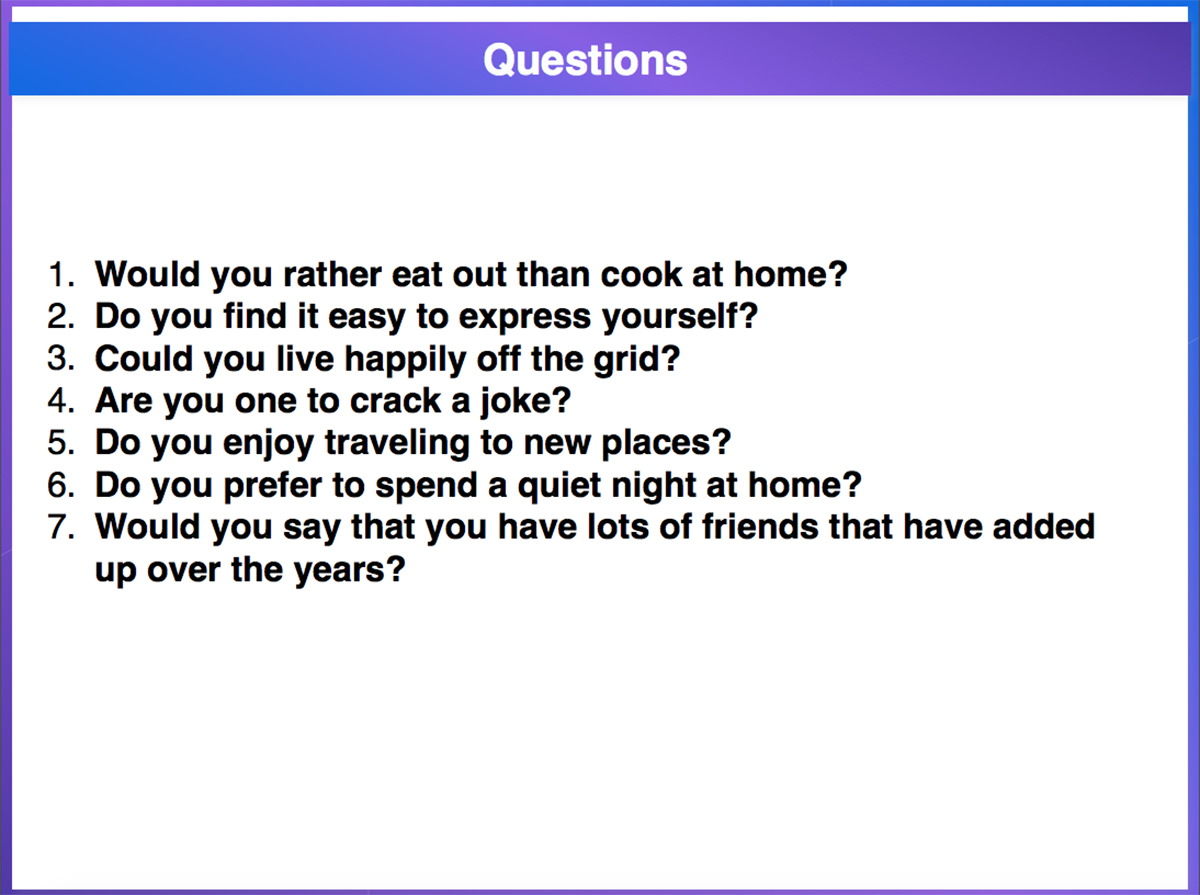 Questions
1. Would you rather eat out than cook at home?
2. Do you find it easy to express yourself?
3. Could you live happily off the grid?
4. Are you one to crack a joke?
5. Do you enjoy traveling to new places?
6. Do you prefer to spend a quiet night at home?
7. Would you say that you have lots of friends that have added
up over the years?